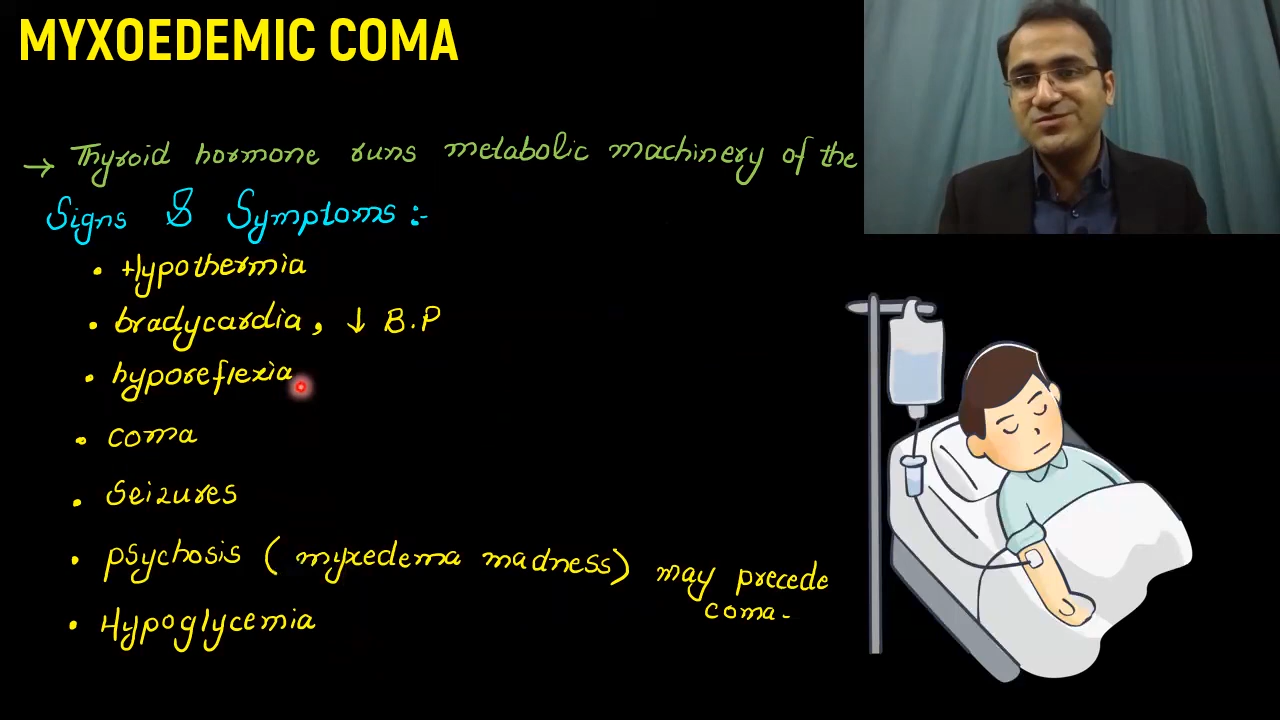 MYXOEDEMIC COMA
→ Thyroid hormone runs metabolic machinery of the
Signs & Symptoms :-
• Hypothermia
• bradycardia, ↓ B.P
• hyporeflexia
• coma
• Seizures
• psychosis (myxedema madness) may precede
coma.
• Hypoglycemia